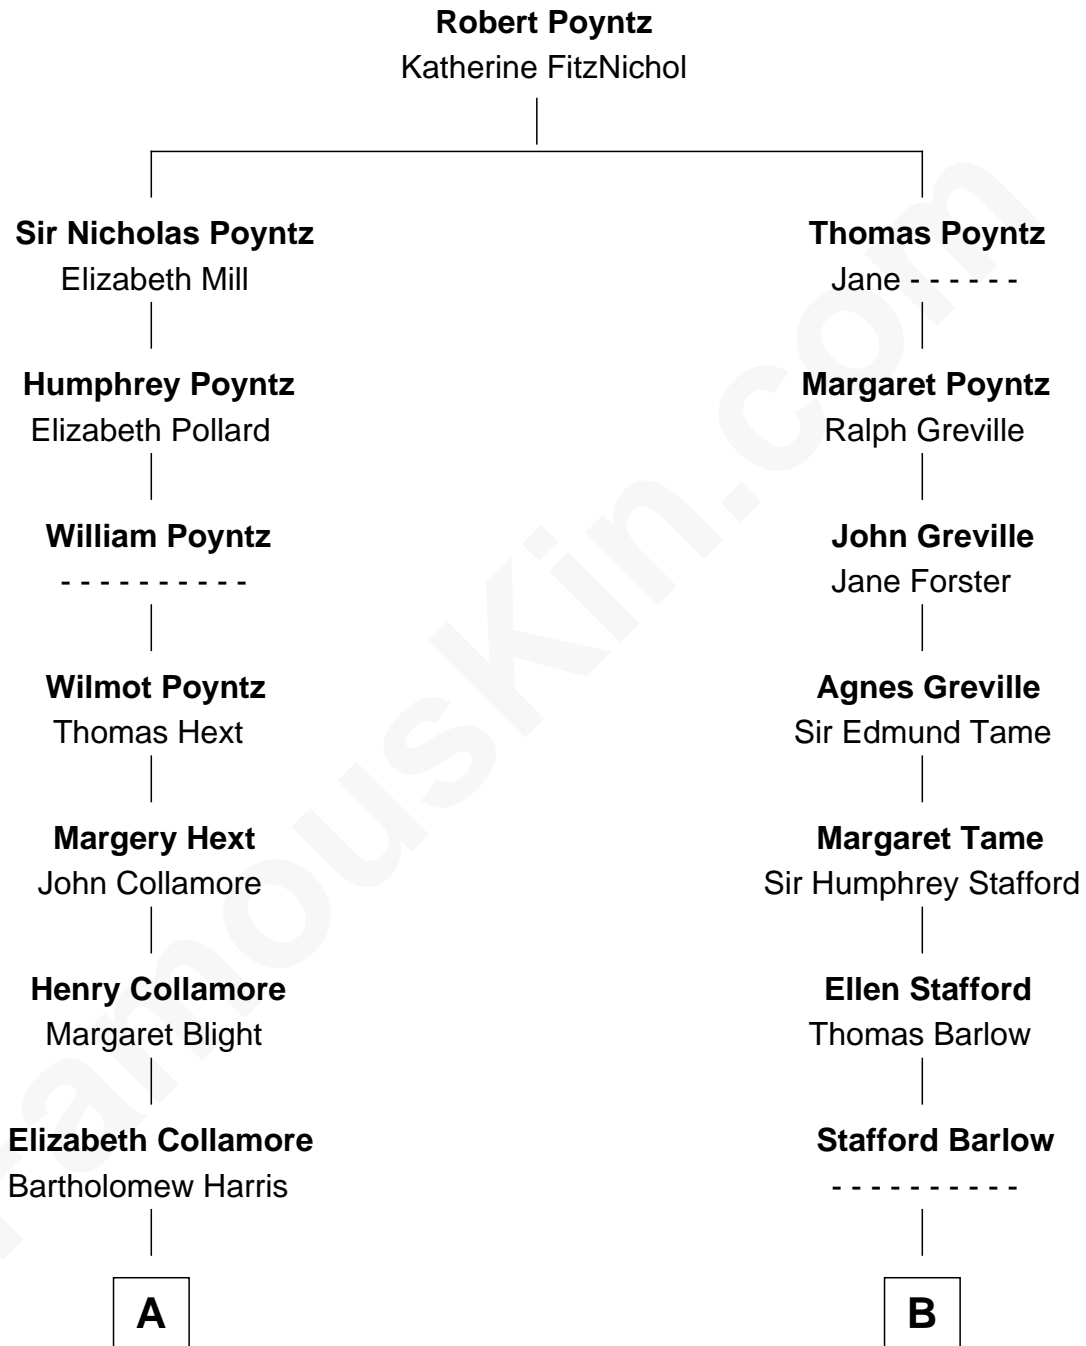 Robert Poyntz
Katherine FitzNichol
Sir Nicholas Poyntz
Elizabeth Mill
Thomas Poyntz
Jane - - - - - -
Humphrey Poyntz
Elizabeth Pollard
Margaret Poyntz
Ralph Greville
William Poyntz
- - - - - - - - - -
John Greville
Jane Forster
Wilmot Poyntz
Thomas Hext
Agnes Greville
Sir Edmund Tame
Margery Hext
John Collamore
Margaret Tame
Sir Humphrey Stafford
Henry Collamore
Margaret Blight
Ellen Stafford
Thomas Barlow
Elizabeth Collamore
Bartholomew Harris
Stafford Barlow
- - - - - - - - - -
A
B
FamousKin.com